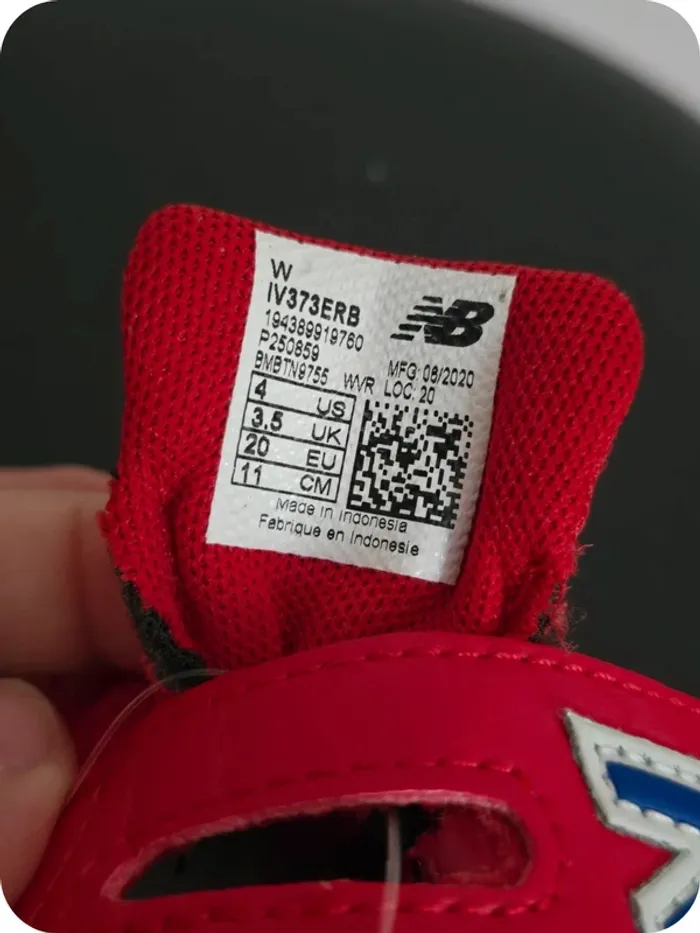 W
IV373ERB
194389919760
P250859
BMBTN9755 WVR
NB
MFG: 08/2020
LOC: 20
4 US
3,5 UK
20 EU
11 CM
Made in Indonesia
Fabrique en Indonesie